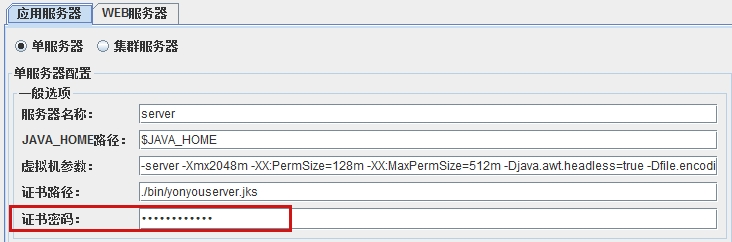 应用服务器 WEB服务器
单服务器 集群服务器
单服务器配置
一般选项
服务器名称: server
JAVA_HOME路径: $JAVA_HOME
虚拟机参数: -server -Xmx2048m -XX:PermSize=128m -XX:MaxPermSize=512m -Djava.awt.headless=true -Dfile.encodi
证书路径: ./bin/yonyouserver.jks
证书密码: ••••••••••••